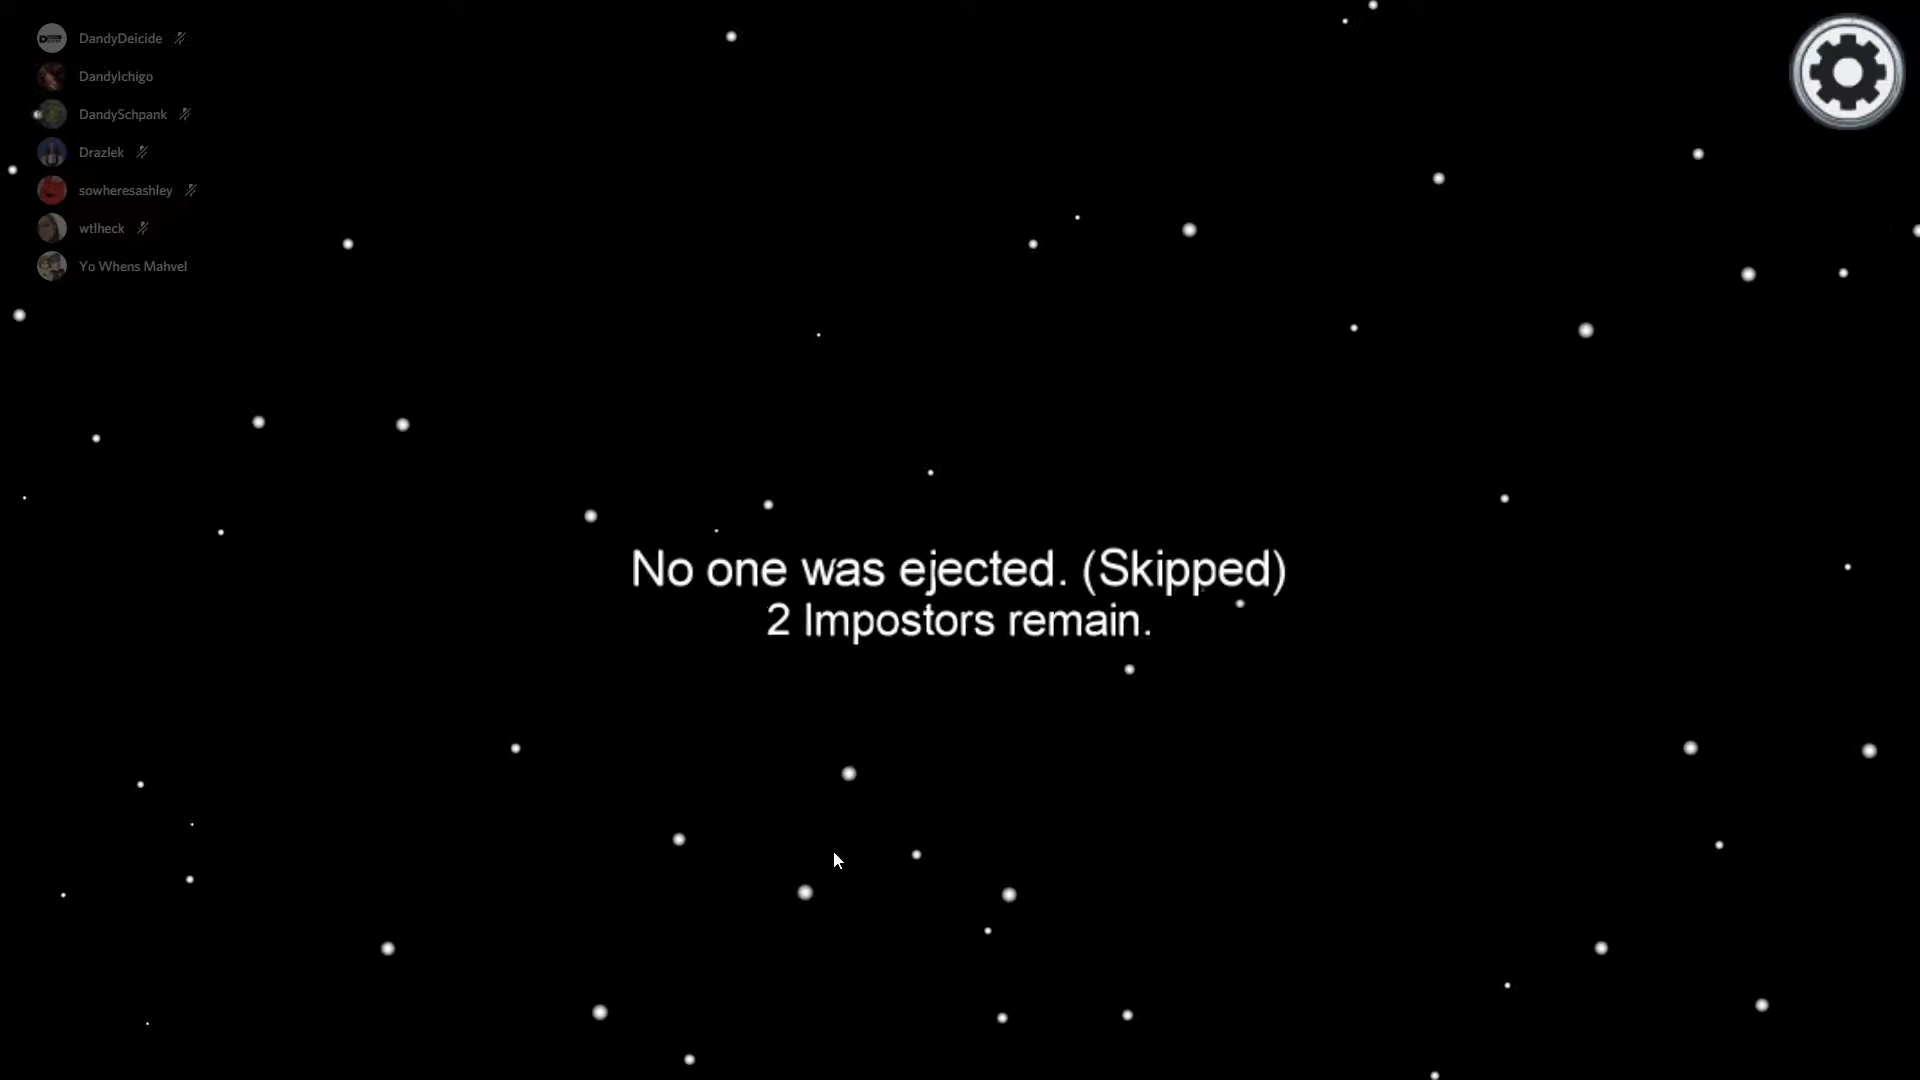 DandyDeicide
DandyIchigo
DandySchpank
Drazlek
sowheresashley
wtlheck
Yo Whens Mahvel
No one was ejected. (Skipped)
2 Impostors remain.